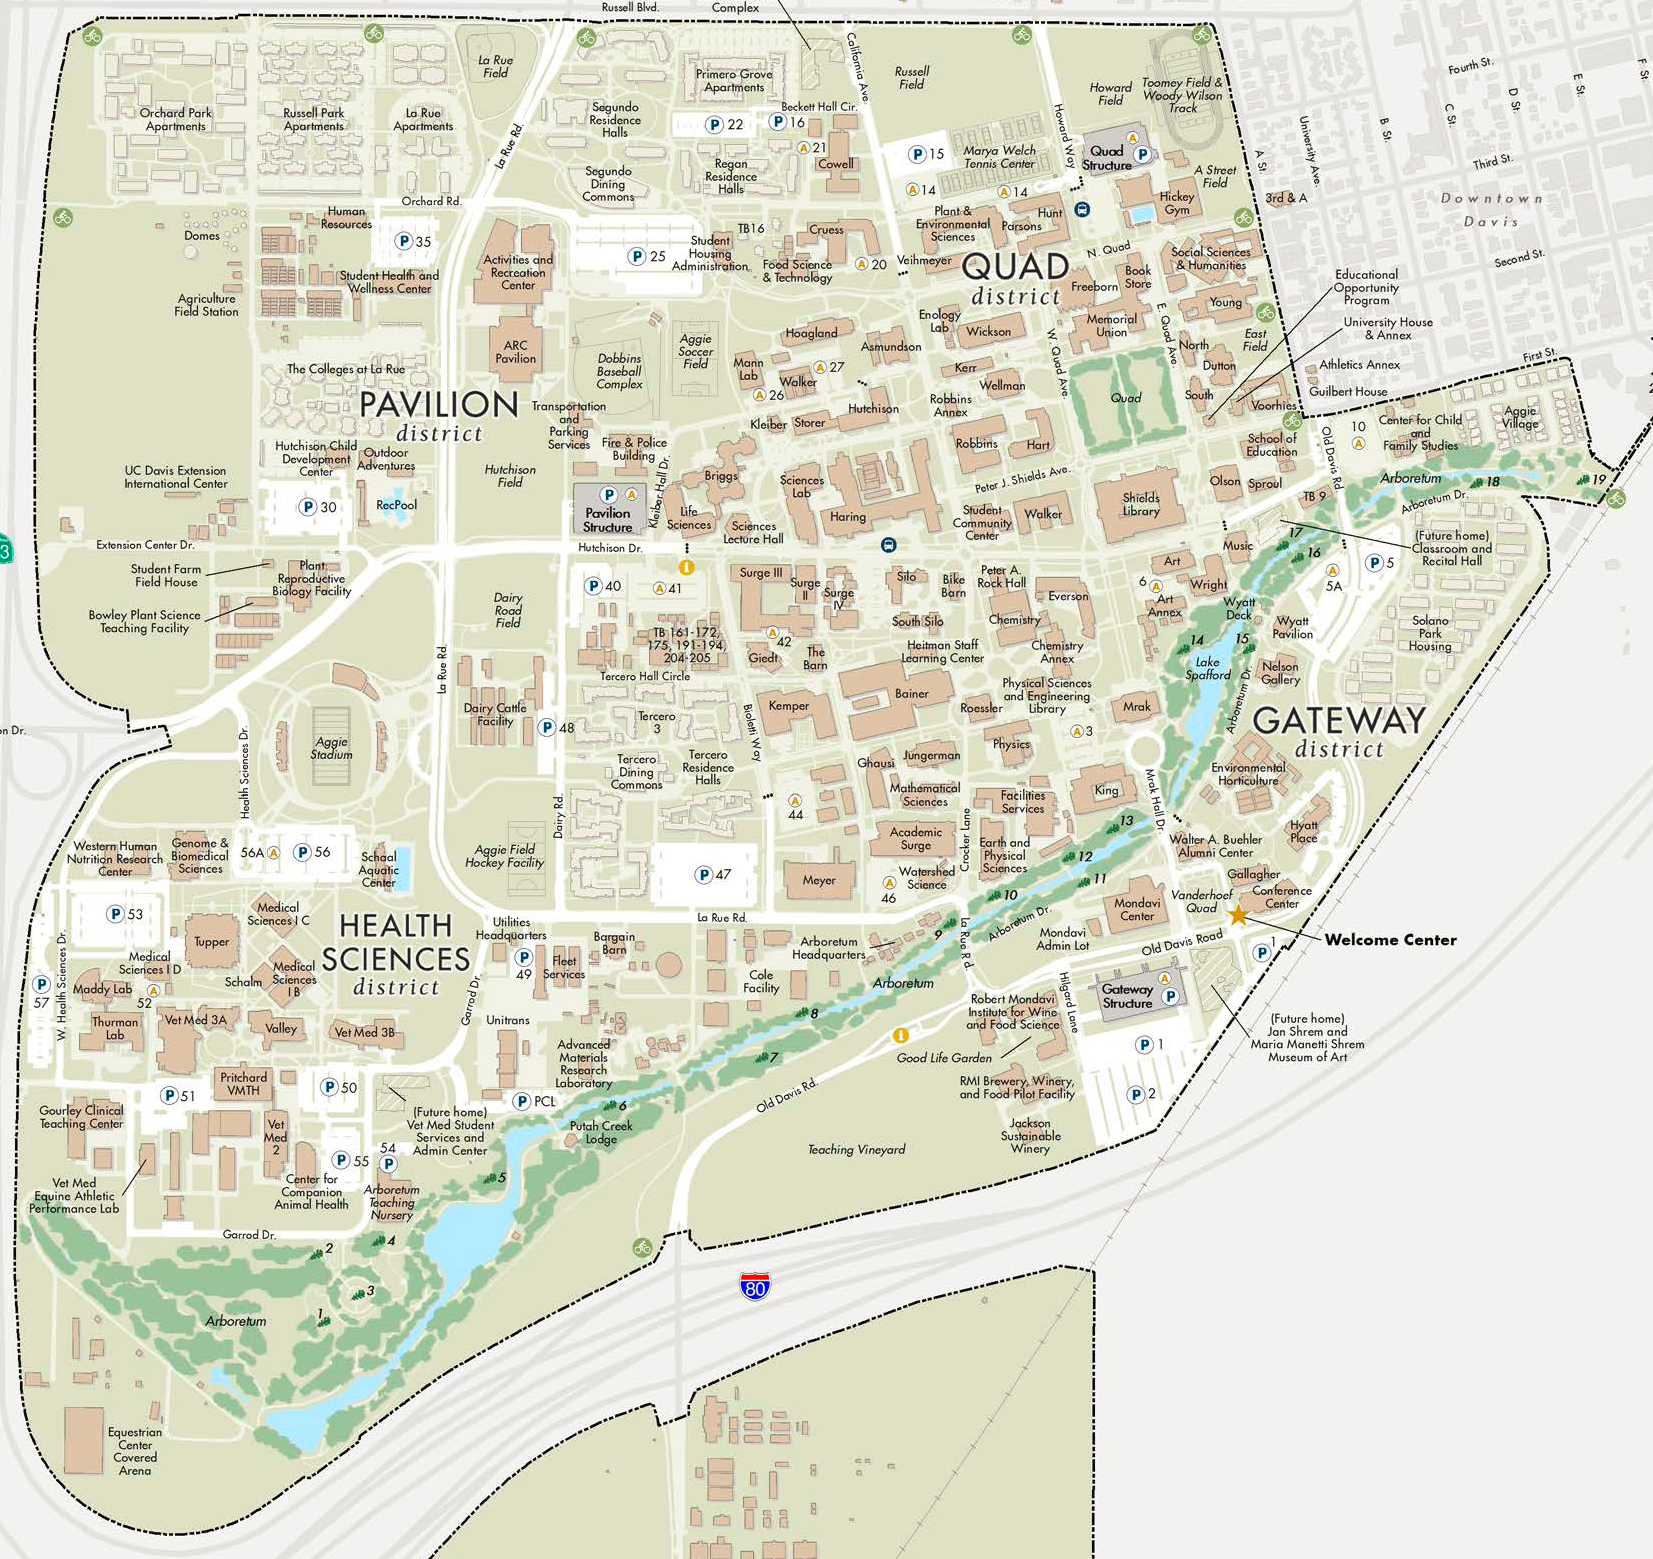 Russell Blvd.
Complex
La Rue
Field
Primero Grove
Apartments
California Ave.
Russell
Field
Howard
Field
Toomey Field &
Woody Wilson
Track
Fourth St.
F St.
E St.
D St.
C St.
B St.
Orchard Park
Apartments
Russell Park
Apartments
La Rue
Apartments
La Rue Rd.
Segundo
Residence
Halls
P 22
Beckett Hall Cir.
P 16
A 21
Cowell
Howard Way
University Ave.
A St.
Third St.
P 15
Marya Welch
Tennis Center
Quad
Structure
A
P
Segundo
Dining
Commons
Regan
Residence
Halls
A 14
A 14
A Street
Field
3rd & A
Downtown
Davis
Orchard Rd.
Human
Resources
P 35
Domes
Activities and
Recreation
Center
P 25
TB16
Student
Housing
Administration
Cruess
Food Science
& Technology
A 20
Plant &
Environmental
Sciences
Hunt
Parsons
Hickey
Gym
Veihmeyer
QUAD
district
N. Quad
Social Sciences
& Humanities
Second St.
Student Health and
Wellness Center
Agriculture
Field Station
Book
Store
Freeborn
Young
Educational
Opportunity
Program
Enology
Lab
Wickson
Memorial
Union
E. Quad Ave.
University House
& Annex
ARC
Pavilion
Aggie
Soccer
Field
Hoagland
Asmundson
W. Quad Ave.
North
East
Field
First St.
Dobbins
Baseball
Complex
Mann
Lab
A 27
Walker
Kerr
Dutton
Athletics Annex
The Colleges at La Rue
A 26
Wellman
South
Guilbert House
PAVILION
district
Transportation
and
Parking
Services
Kleiber
Storer
Hutchison
Robbins
Annex
Quad
Voorhies
Aggie
Village
10
A
Center for Child
and
Family Studies
Old Davis Rd.
Hutchison Child
Development
Center
Outdoor
Adventures
Fire & Police
Building
Robbins
Hart
School of
Education
UC Davis Extension
International Center
Hutchison
Field
Kleiber Hall Dr.
Briggs
Sciences
Lab
Peter J. Shields Ave.
Olson
Sproul
Arboretum
18
19
P 30
RecPool
P
A
Pavilion
Structure
Life
Sciences
Sciences
Lecture Hall
Haring
Student
Community
Center
Walker
Shields
Library
TB 9
Arboretum Dr.
Extension Center Dr.
Hutchison Dr.
Music
17
16
(Future home)
Classroom and
Recital Hall
Student Farm
Field House
Plant
Reproductive
Biology Facility
P 40
A 41
Surge III
Surge
II
Surge
IV
Silo
Bike
Barn
Peter A.
Rock Hall
Everson
Art
6 A
Wright
P 5
A
5A
Bowley Plant Science
Teaching Facility
Dairy
Road
Field
South Silo
Chemistry
Art
Annex
Wyatt
Deck
Wyatt
Pavilion
Solano
Park
Housing
TB 161-172,
175, 191-194,
204-205
A 42
Giedt
The
Barn
Heitman Staff
Learning Center
Chemistry
Annex
14
15
Lake
Spafford
Nelson
Gallery
La Rue Rd.
Tercero Hall Circle
Bainer
Physical Sciences
and Engineering
Library
Arboretum Dr.
Dairy Cattle
Facility
P 48
Tercero
3
Bioletti Way
Kemper
Roessler
Mrak
GATEWAY
district
Aggie
Stadium
Health Sciences Dr.
A 3
Physics
Jungerman
Ghausi
Tercero
Dining
Commons
Tercero
Residence
Halls
Environmental
Horticulture
Dairy Rd.
A
44
Mathematical
Sciences
Facilities
Services
King
Mrak Hall Dr.
Western Human
Nutrition Research
Center
Genome &
Biomedical
Sciences
56A A
P 56
Schaal
Aquatic
Center
Aggie Field
Hockey Facility
Academic
Surge
Crocker Lane
Earth and
Physical
Sciences
13
12
Walter A. Buehler
Alumni Center
Hyatt
Place
P 47
Meyer
A
46
Watershed
Science
11
10
Gallagher
Conference
Center
Vanderhoef
Quad
P 53
Medical
Sciences I C
HEALTH
SCIENCES
district
Utilities
Headquarters
La Rue Rd.
Mondavi
Center
Arboretum Dr.
Tupper
Bargain
Barn
Arboretum
Headquarters
9
La Rue Rd.
Mondavi
Admin Lot
Old Davis Road
Welcome Center
P 1
W. Health Sciences Dr.
Medical
Sciences I D
Schalm
Medical
Sciences
I B
P
49
Fleet
Services
Cole
Facility
Arboretum
Hilgard Lane
Gateway
Structure
A
P
P
57
Maddy Lab
A
52
Garrod Dr.
Robert Mondavi
Institute for Wine
and Food Science
Thurman
Lab
Vet Med 3A
Valley
Vet Med 3B
Unitrans
8
(Future home)
Jan Shrem and
Maria Manetti Shrem
Museum of Art
Advanced
Materials
Research
Laboratory
7
Good Life Garden
P 1
P 51
Pritchard
VMTH
P 50
P PCL
6
Old Davis Rd.
RMI Brewery, Winery,
and Food Pilot Facility
P 2
Gourley Clinical
Teaching Center
Vet
Med
2
(Future home)
Vet Med Student
Services and
Admin Center
Putah Creek
Lodge
Jackson
Sustainable
Winery
Teaching Vineyard
54
P
P 55
Vet Med
Equine Athletic
Performance Lab
Center for
Companion
Animal Health
Arboretum
Teaching
Nursery
5
Garrod Dr.
2
4
3
1
Arboretum
80
Equestrian
Center
Covered
Arena